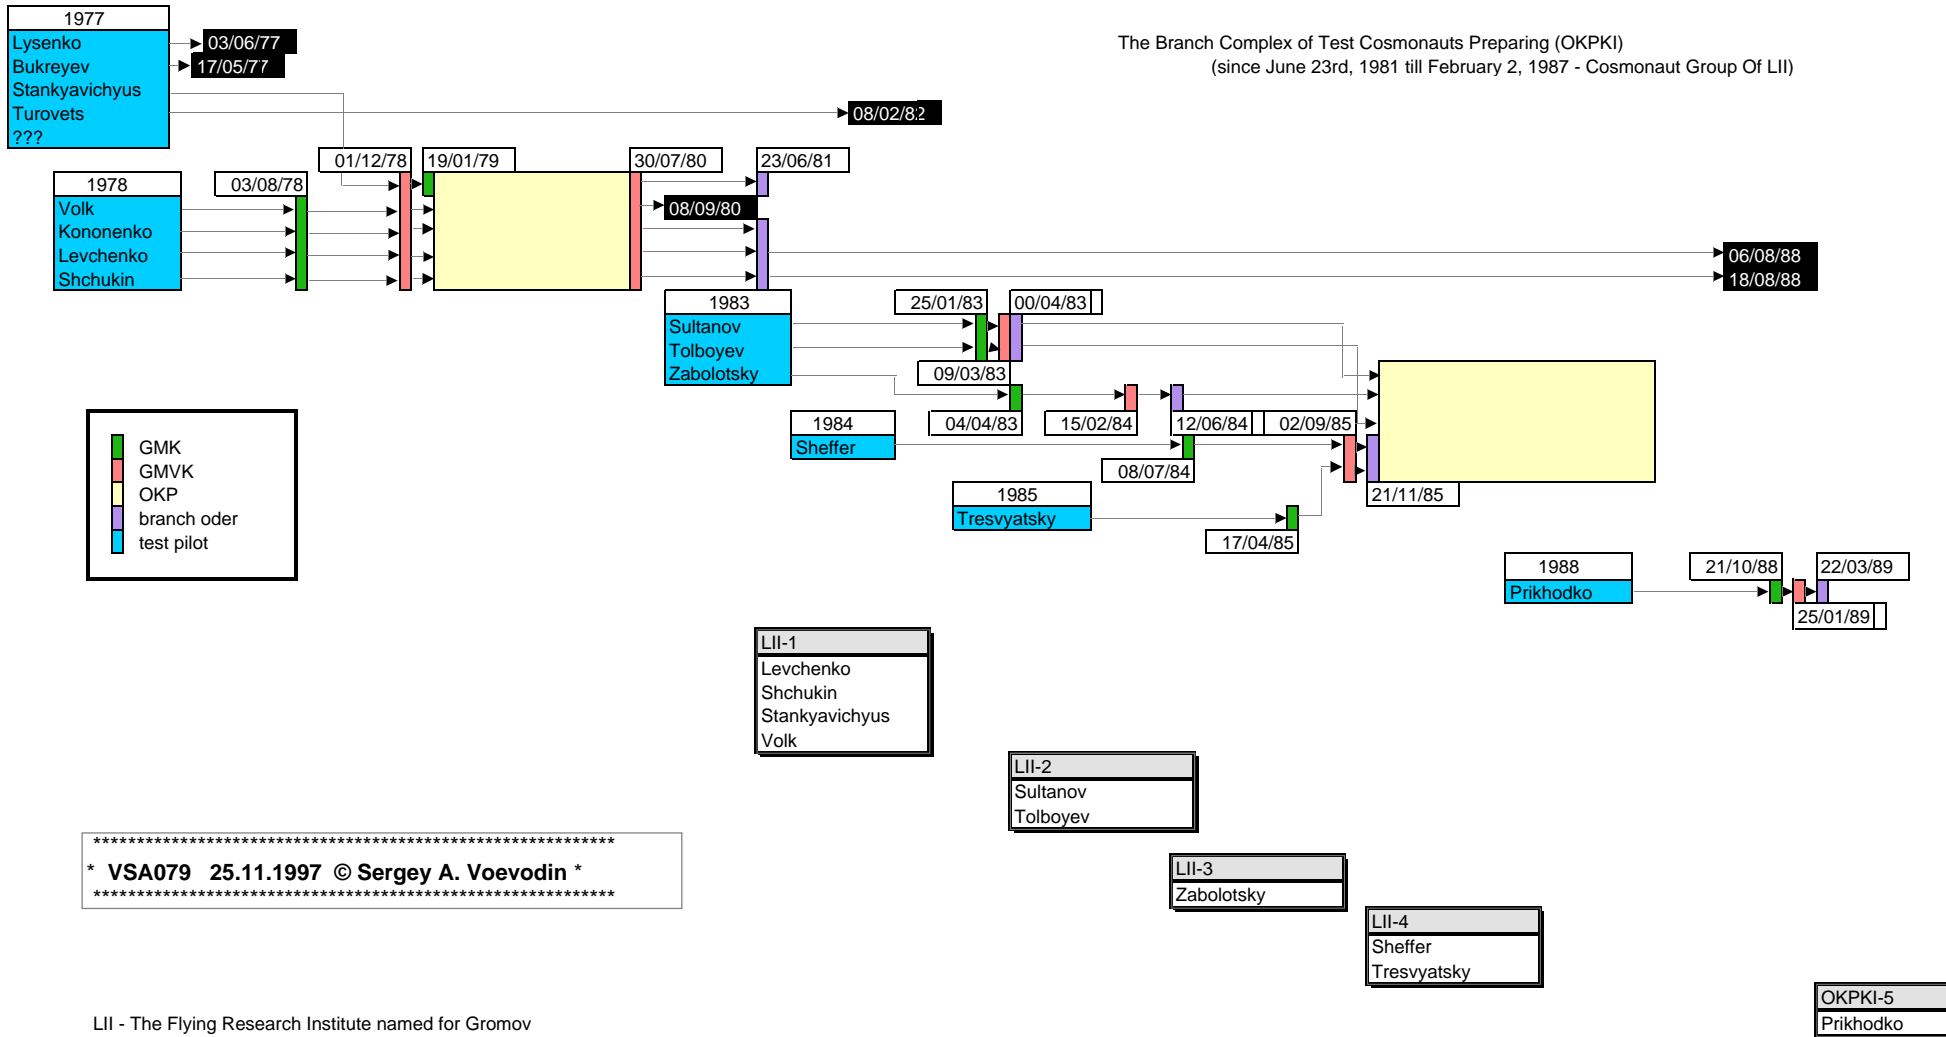 1977
Lysenko
Bukreyev
Stankyavichyus
Turovets
???
03/06/77
17/05/77
08/02/82
The Branch Complex of Test Cosmonauts Preparing (OKPKI)
(since June 23rd, 1981 till February 2, 1987 - Cosmonaut Group Of LII)
01/12/78
19/01/79
30/07/80
23/06/81
1978
Volk
Kononenko
Levchenko
Shchukin
03/08/78
08/09/80
06/08/88
18/08/88
1983
Sultanov
Tolboyev
Zabolotsky
25/01/83
00/04/83
09/03/83
04/04/83
15/02/84
12/06/84
02/09/85
1984
Sheffer
08/07/84
21/11/85
1985
Tresvyatsky
17/04/85
GMK
GMVK
OKP
branch oder
test pilot
1988
Prikhodko
21/10/88
22/03/89
25/01/89
LII-1
Levchenko
Shchukin
Stankyavichyus
Volk
LII-2
Sultanov
Tolboyev
LII-3
Zabolotsky
LII-4
Sheffer
Tresvyatsky
OKPKI-5
Prikhodko
************************************************************
* VSA079 25.11.1997 © Sergey A. Voevodin *
************************************************************
LII - The Flying Research Institute named for Gromov